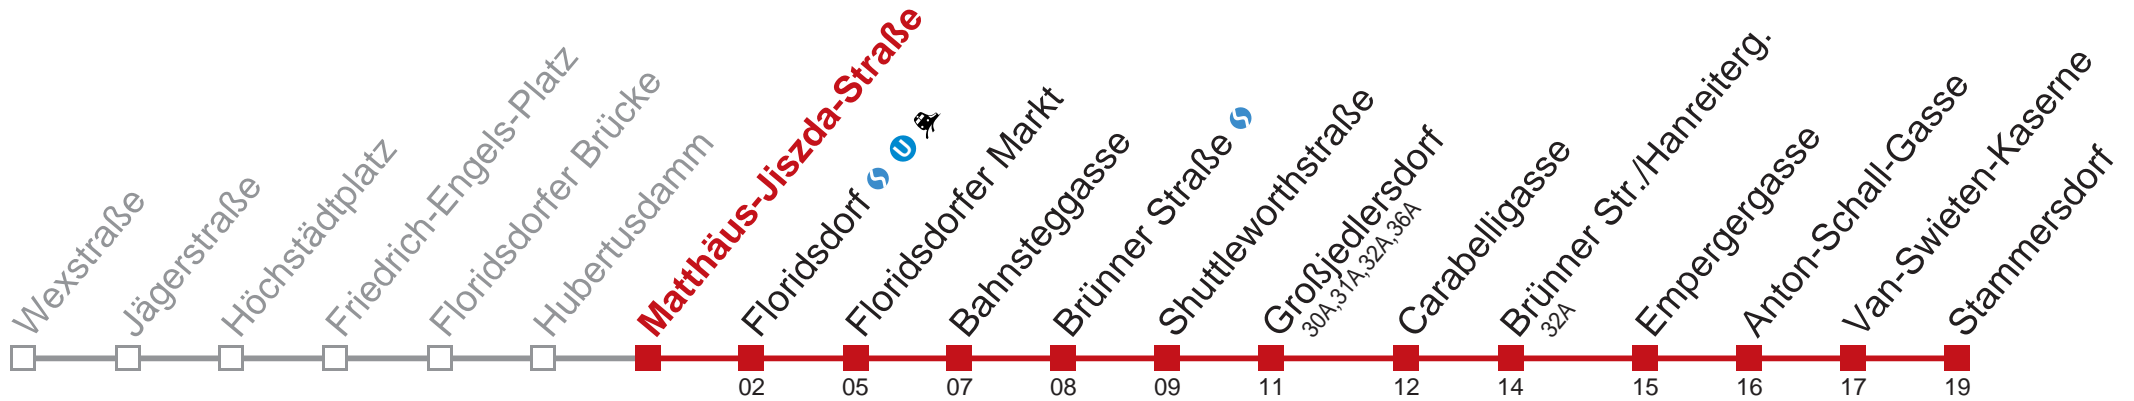 Wexstraße
Jägerstraße
Höchstädtplatz
Friedrich-Engels-Platz
Floridsdorfer Brücke
Hubertusdamm
Matthäus-Jiszda-Straße
Floridsdorf S U
Floridsdorfer Markt
Bahnsteggasse
Brünner Straße S
Shuttleworthstraße
Großjedlersdorf
30A,31A,32A,36A
Carabelligasse
Brünner Str./Hanreiterg.
32A
Empergergasse
Anton-Schall-Gasse
Van-Swieten-Kaserne
Stammersdorf
02 05 07 08 09 11 12 14 15 16 17 19